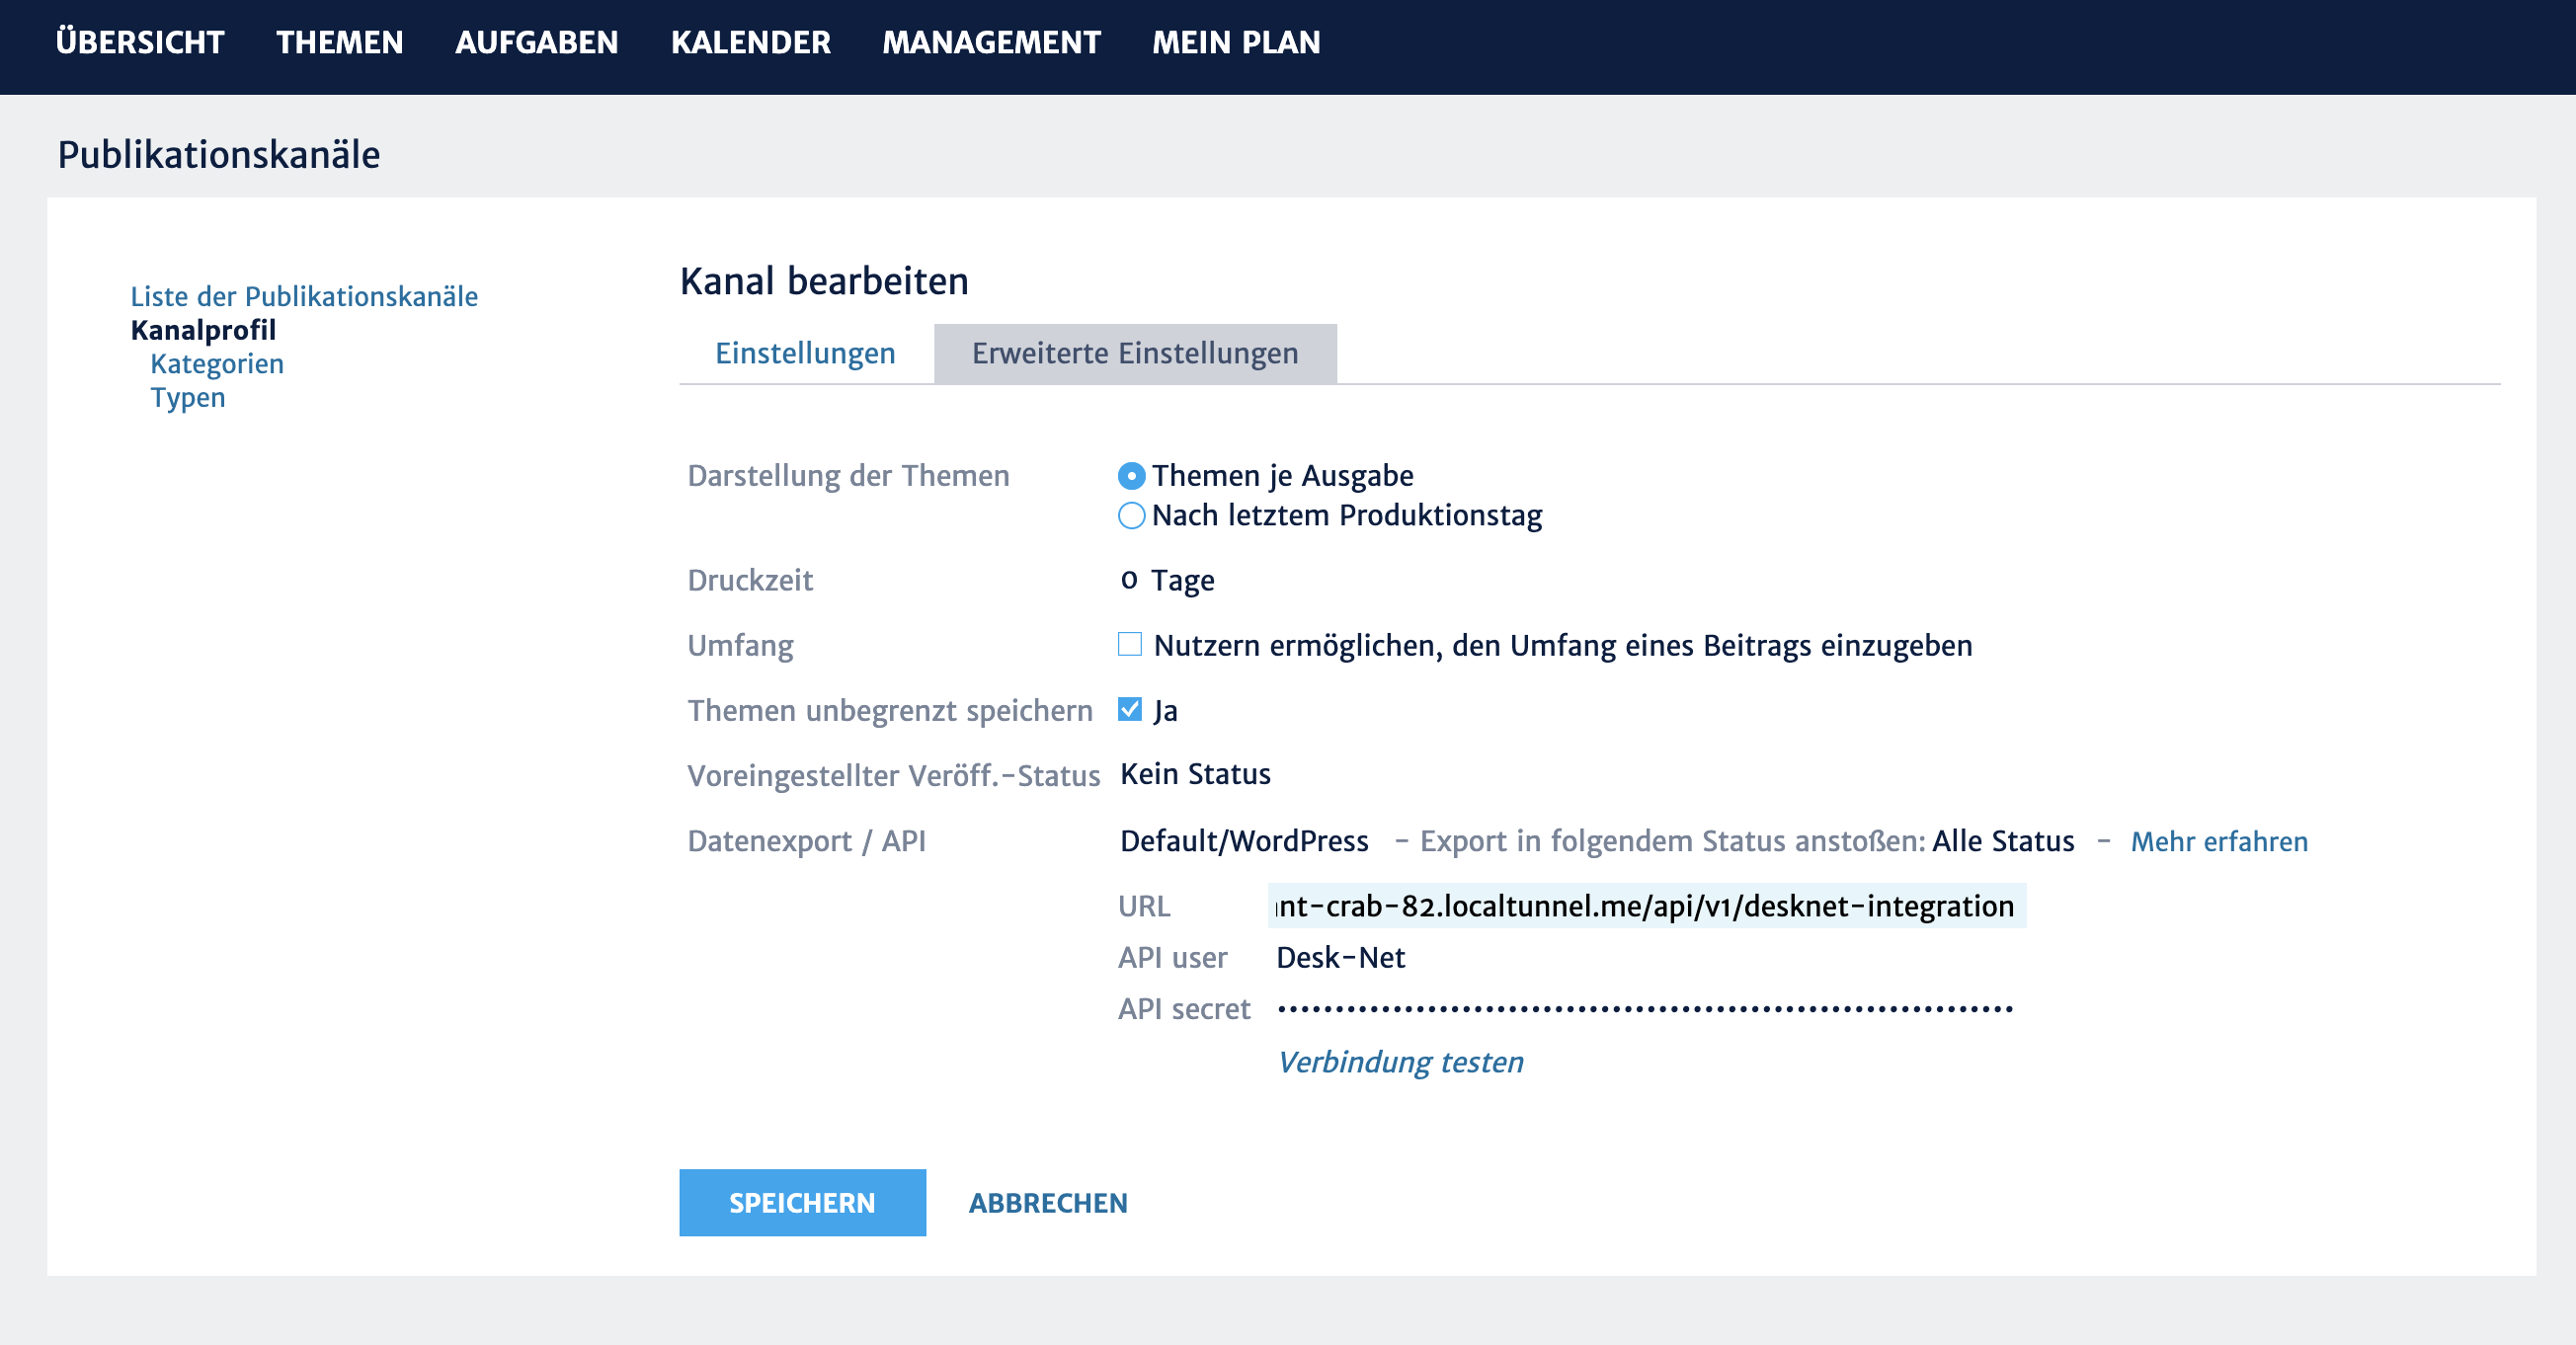 ÜBERSICHT THEMEN AUFGABEN KALENDER MANAGEMENT MEIN PLAN
Publikationskanäle
Liste der Publikationskanäle
Kanalprofil
Kategorien
Typen
Kanal bearbeiten
Einstellungen Erweiterte Einstellungen
Darstellung der Themen Themen je Ausgabe
Nach letztem Produktionstag
Druckzeit 0 Tage
Umfang Nutzern ermöglichen, den Umfang eines Beitrags einzugeben
Themen unbegrenzt speichern Ja
Voreingestellter Veröff.-Status Kein Status
Datenexport / API Default/WordPress - Export in folgendem Status anstoßen: Alle Status - Mehr erfahren
URL nt-crab-82.localtunnel.me/api/v1/desknet-integration
API user Desk-Net
API secret
Verbindung testen
SPEICHERN ABBRECHEN